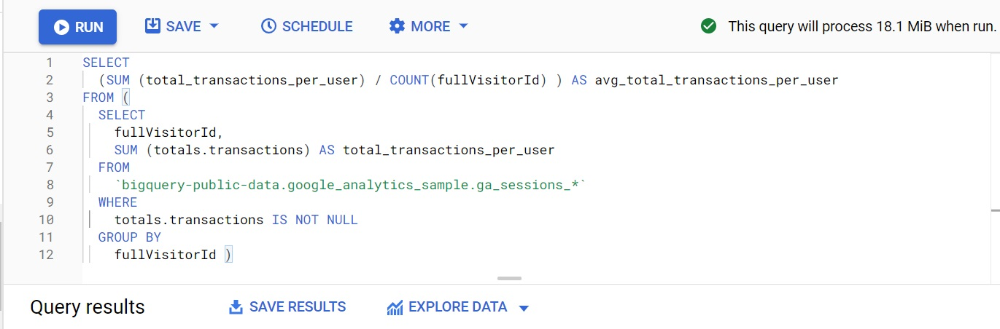 RUN SAVE SCHEDULE MORE This query will process 18.1 MiB when run.
1 SELECT
2 (SUM (total_transactions_per_user) / COUNT(fullVisitorId) ) AS avg_total_transactions_per_user
3 FROM (
4 SELECT
5 fullVisitorId,
6 SUM (totals.transactions) AS total_transactions_per_user
7 FROM
8 `bigquery-public-data.google_analytics_sample.ga_sessions_*`
9 WHERE
10 totals.transactions IS NOT NULL
11 GROUP BY
12 fullVisitorId )
Query results SAVE RESULTS EXPLORE DATA